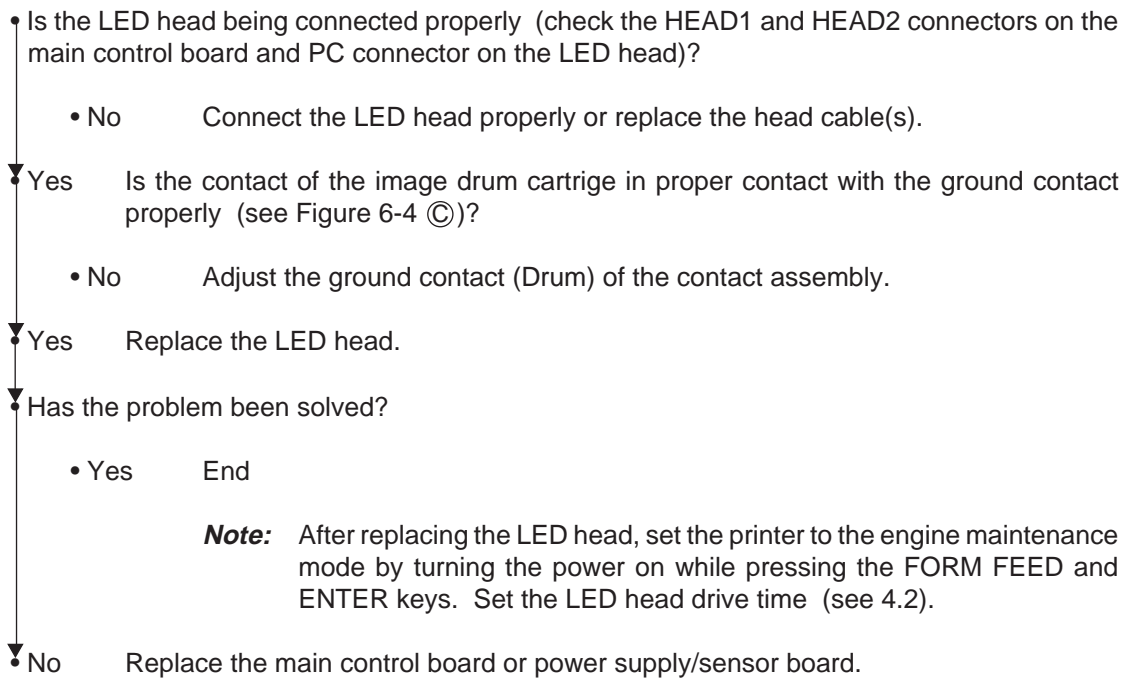 • Is the LED head being connected properly (check the HEAD1 and HEAD2 connectors on the
main control board and PC connector on the LED head)?
• No Connect the LED head properly or replace the head cable(s).
• Yes Is the contact of the image drum cartrige in proper contact with the ground contact
properly (see Figure 6-4 Ⓒ)?
• No Adjust the ground contact (Drum) of the contact assembly.
• Yes Replace the LED head.
• Has the problem been solved?
• Yes End
Note: After replacing the LED head, set the printer to the engine maintenance
mode by turning the power on while pressing the FORM FEED and
ENTER keys. Set the LED head drive time (see 4.2).
• No Replace the main control board or power supply/sensor board.